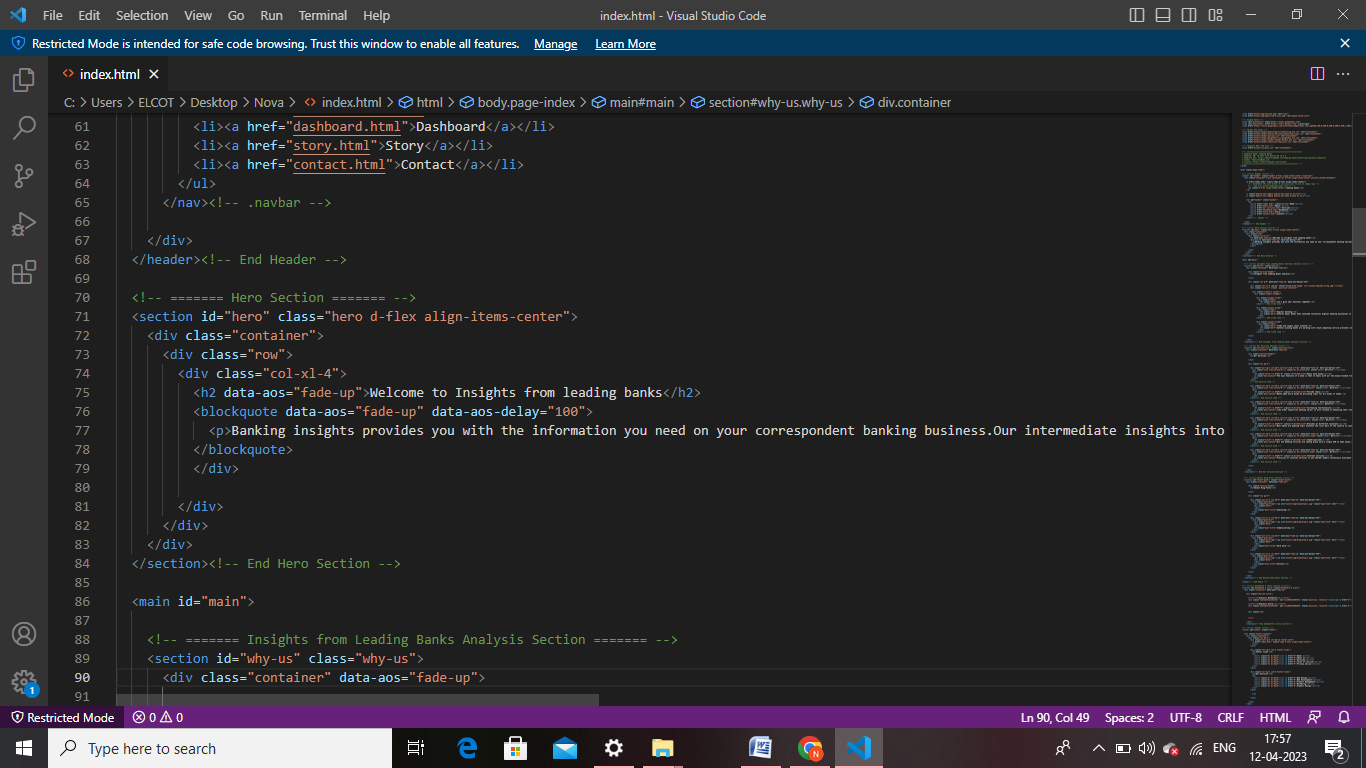 File Edit Selection View Go Run Terminal Help index.html - Visual Studio Code
Restricted Mode is intended for safe code browsing. Trust this window to enable all features. Manage Learn More
index.html
C: > Users > ELCOT > Desktop > Nova > index.html > html > body.page-index > main#main > section#why-us.why-us > div.container
61 <li><a href="dashboard.html">Dashboard</a></li>
62 <li><a href="story.html">Story</a></li>
63 <li><a href="contact.html">Contact</a></li>
64 </ul>
65 </nav><!-- .navbar -->
66
67 </div>
68 </header><!-- End Header -->
69
70 <!-- ======= Hero Section ======= -->
71 <section id="hero" class="hero d-flex align-items-center">
72 <div class="container">
73 <div class="row">
74 <div class="col-xl-4">
75 <h2 data-aos="fade-up">Welcome to Insights from leading banks</h2>
76 <blockquote data-aos="fade-up" data-aos-delay="100">
77 <p>Banking insights provides you with the information you need on your correspondent banking business.Our intermediate insights into
78 </blockquote>
79 </div>
80
81 </div>
82 </div>
83 </div>
84 </section><!-- End Hero Section -->
85
86 <main id="main">
87
88 <!-- ======= Insights from Leading Banks Analysis Section ======= -->
89 <section id="why-us" class="why-us">
90 <div class="container" data-aos="fade-up">
91
Restricted Mode 0 0 Ln 90, Col 49 Spaces: 2 UTF-8 CRLF HTML
1
Type here to search
ENG
17:57
12-04-2023
2